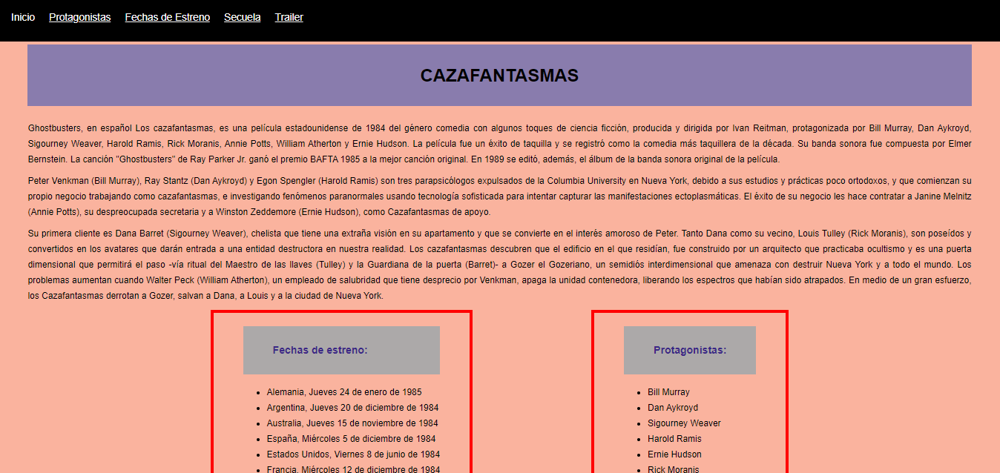 Inicio Protagonistas Fechas de Estreno Secuela Trailer
CAZAFANTASMAS
Ghostbusters, en español Los cazafantasmas, es una película estadounidense de 1984 del género comedia con algunos toques de ciencia ficción, producida y dirigida por Ivan Reitman, protagonizada por Bill Murray, Dan Aykroyd,
Sigourney Weaver, Harold Ramis, Rick Moranis, Annie Potts, William Atherton y Ernie Hudson. La película fue un éxito de taquilla y se registró como la comedia más taquillera de la década. Su banda sonora fue compuesta por Elmer
Bernstein. La canción "Ghostbusters" de Ray Parker Jr. ganó el premio BAFTA 1985 a la mejor canción original. En 1989 se editó, además, el álbum de la banda sonora original de la película.
Peter Venkman (Bill Murray), Ray Stantz (Dan Aykroyd) y Egon Spengler (Harold Ramis) son tres parapsicólogos expulsados de la Columbia University en Nueva York, debido a sus estudios y prácticas poco ortodoxos, y que comienzan su
propio negocio trabajando como cazafantasmas, e investigando fenómenos paranormales usando tecnología sofisticada para intentar capturar las manifestaciones ectoplasmáticas. El éxito de su negocio les hace contratar a Janine Melnitz
(Annie Potts), su despreocupada secretaria y a Winston Zeddemore (Ernie Hudson), como Cazafantasmas de apoyo.
Su primera cliente es Dana Barret (Sigourney Weaver), chelista que tiene una extraña visión en su apartamento y que se convierte en el interés amoroso de Peter. Tanto Dana como su vecino, Louis Tulley (Rick Moranis), son poseídos y
convertidos en los avatares que darán entrada a una entidad destructora en nuestra realidad. Los cazafantasmas descubren que el edificio en el que residían, fue construido por un arquitecto que practicaba ocultismo y es una puerta
dimensional que permitirá el paso -vía ritual del Maestro de las llaves (Tulley) y la Guardiana de la puerta (Barret)- a Gozer el Gozeriano, un semidiós interdimensional que amenaza con destruir Nueva York y a todo el mundo. Los
problemas aumentan cuando Walter Peck (William Atherton), un empleado de salubridad que tiene desprecio por Venkman, apaga la unidad contenedora, liberando los espectros que habían sido atrapados. En medio de un gran esfuerzo,
los Cazafantasmas derrotan a Gozer, salvan a Dana, a Louis y a la ciudad de Nueva York.
Fechas de estreno:
Alemania, Jueves 24 de enero de 1985
Argentina, Jueves 20 de diciembre de 1984
Australia, Jueves 15 de noviembre de 1984
España, Miércoles 5 de diciembre de 1984
Estados Unidos, Viernes 8 de junio de 1984
Francia, Miércoles 12 de diciembre de 1984
Protagonistas:
Bill Murray
Dan Aykroyd
Sigourney Weaver
Harold Ramis
Ernie Hudson
Rick Moranis